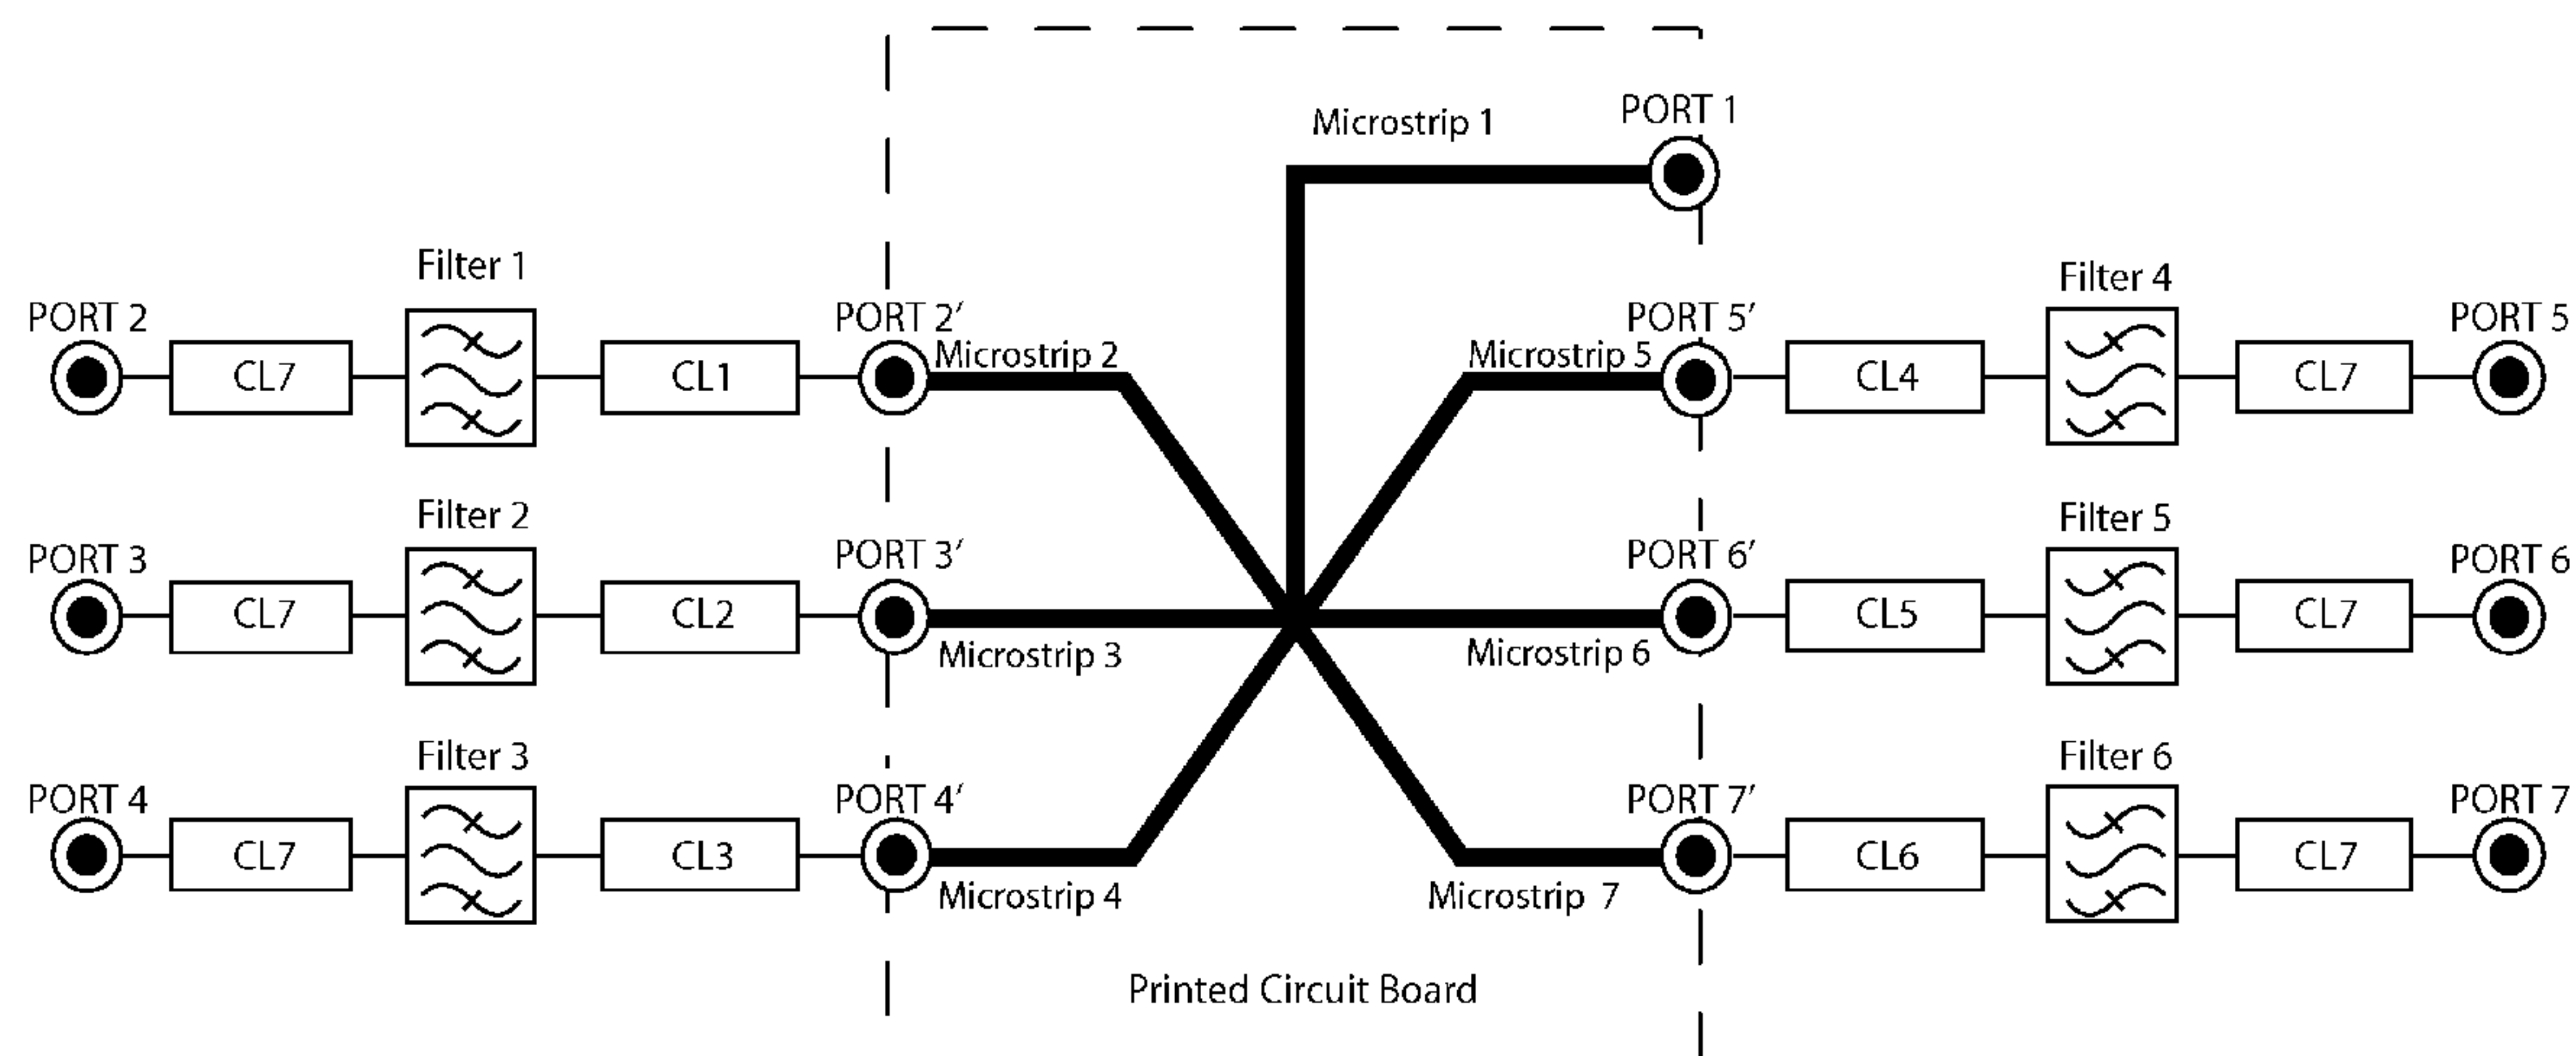 Microstrip 1
PORT 1
Filter 1
Filter 4
PORT 2
PORT 2′
PORT 5′
PORT 5
Microstrip 2
Microstrip 5
CL7
CL1
CL4
CL7
Filter 2
Filter 5
PORT 3
PORT 3′
PORT 6′
PORT 6
CL7
CL2
CL5
CL7
Microstrip 3
Microstrip 6
Filter 3
Filter 6
PORT 4
PORT 4′
PORT 7′
PORT 7
CL7
CL3
CL6
CL7
Microstrip 4
Microstrip 7
Printed Circuit Board